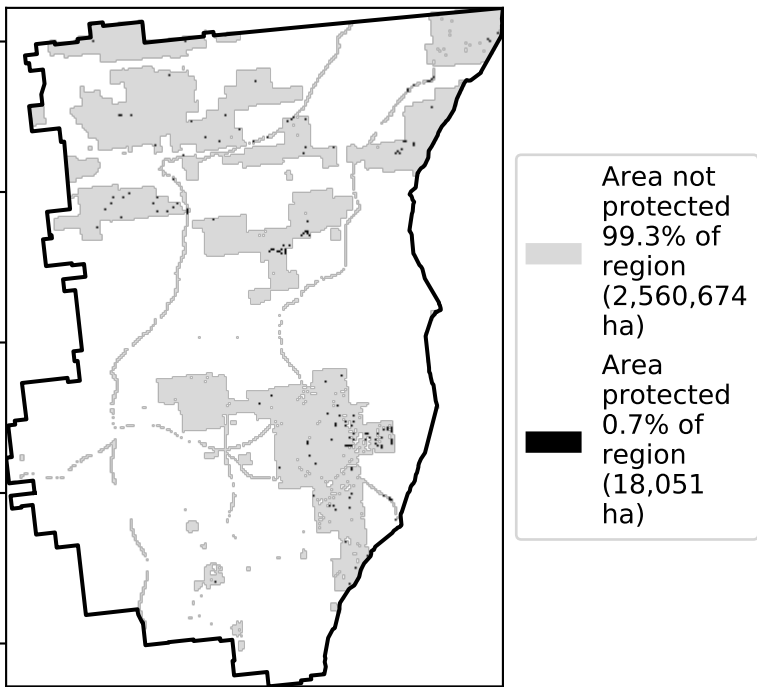 Area not
protected
99.3% of
region
(2,560,674
ha)
Area
protected
0.7% of
region
(18,051
ha)